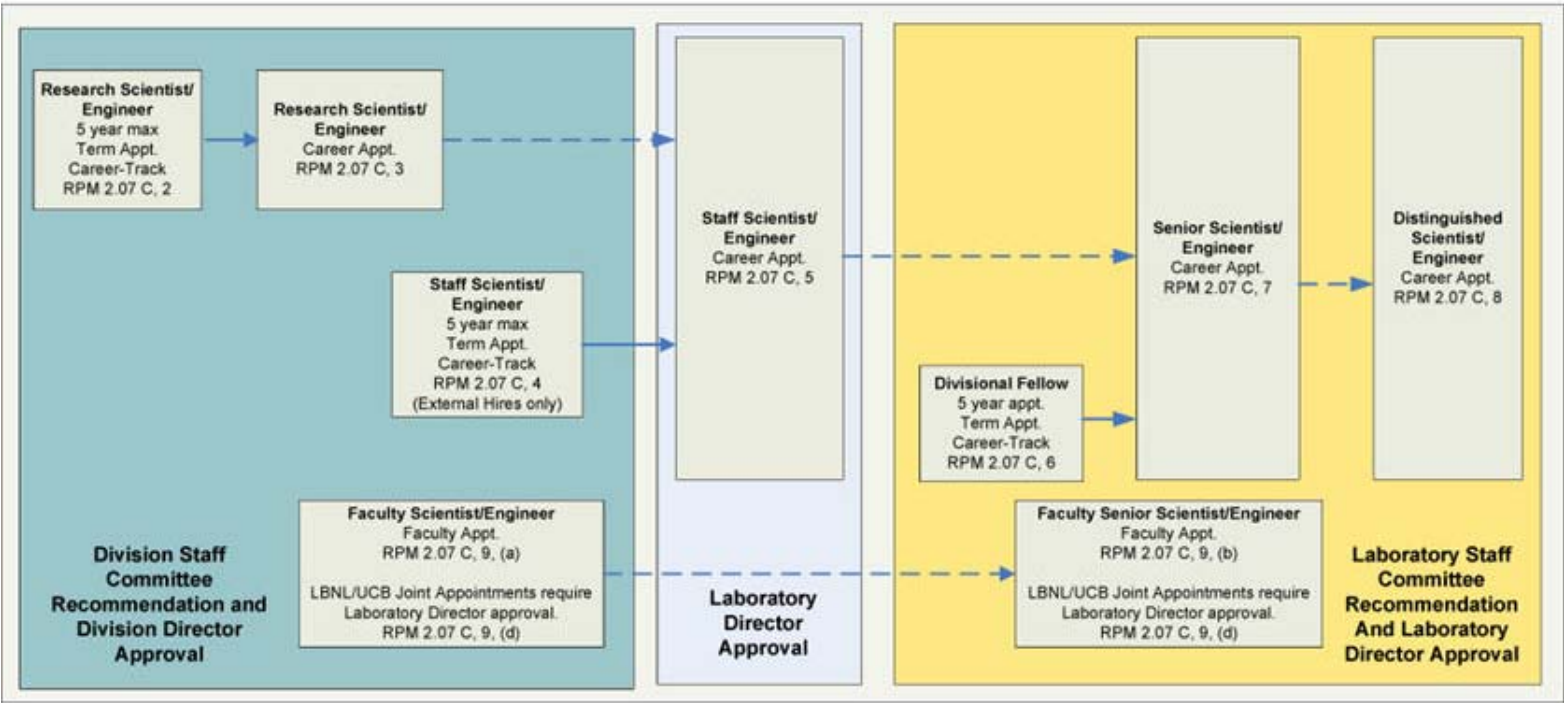 Research Scientist/
Engineer
5 year max
Term Appt.
Career-Track
RPM 2.07 C, 2
Research Scientist/
Engineer
Career Appt.
RPM 2.07 C, 3
Staff Scientist/
Engineer
5 year max
Term Appt.
Career-Track
RPM 2.07 C, 4
(External Hires only)
Faculty Scientist/Engineer
Faculty Appt.
RPM 2.07 C, 9, (a)
LBNL/UCB Joint Appointments require
Laboratory Director approval.
RPM 2.07 C, 9, (d)
Division Staff
Committee
Recommendation and
Division Director
Approval
Staff Scientist/
Engineer
Career Appt.
RPM 2.07 C, 5
Laboratory
Director
Approval
Senior Scientist/
Engineer
Career Appt.
RPM 2.07 C, 7
Distinguished
Scientist/
Engineer
Career Appt.
RPM 2.07 C, 8
Divisional Fellow
5 year appt.
Term Appt.
Career-Track
RPM 2.07 C, 6
Faculty Senior Scientist/Engineer
Faculty Appt.
RPM 2.07 C, 9, (b)
LBNL/UCB Joint Appointments require
Laboratory Director approval.
RPM 2.07 C, 9, (d)
Laboratory Staff
Committee
Recommendation
And Laboratory
Director Approval